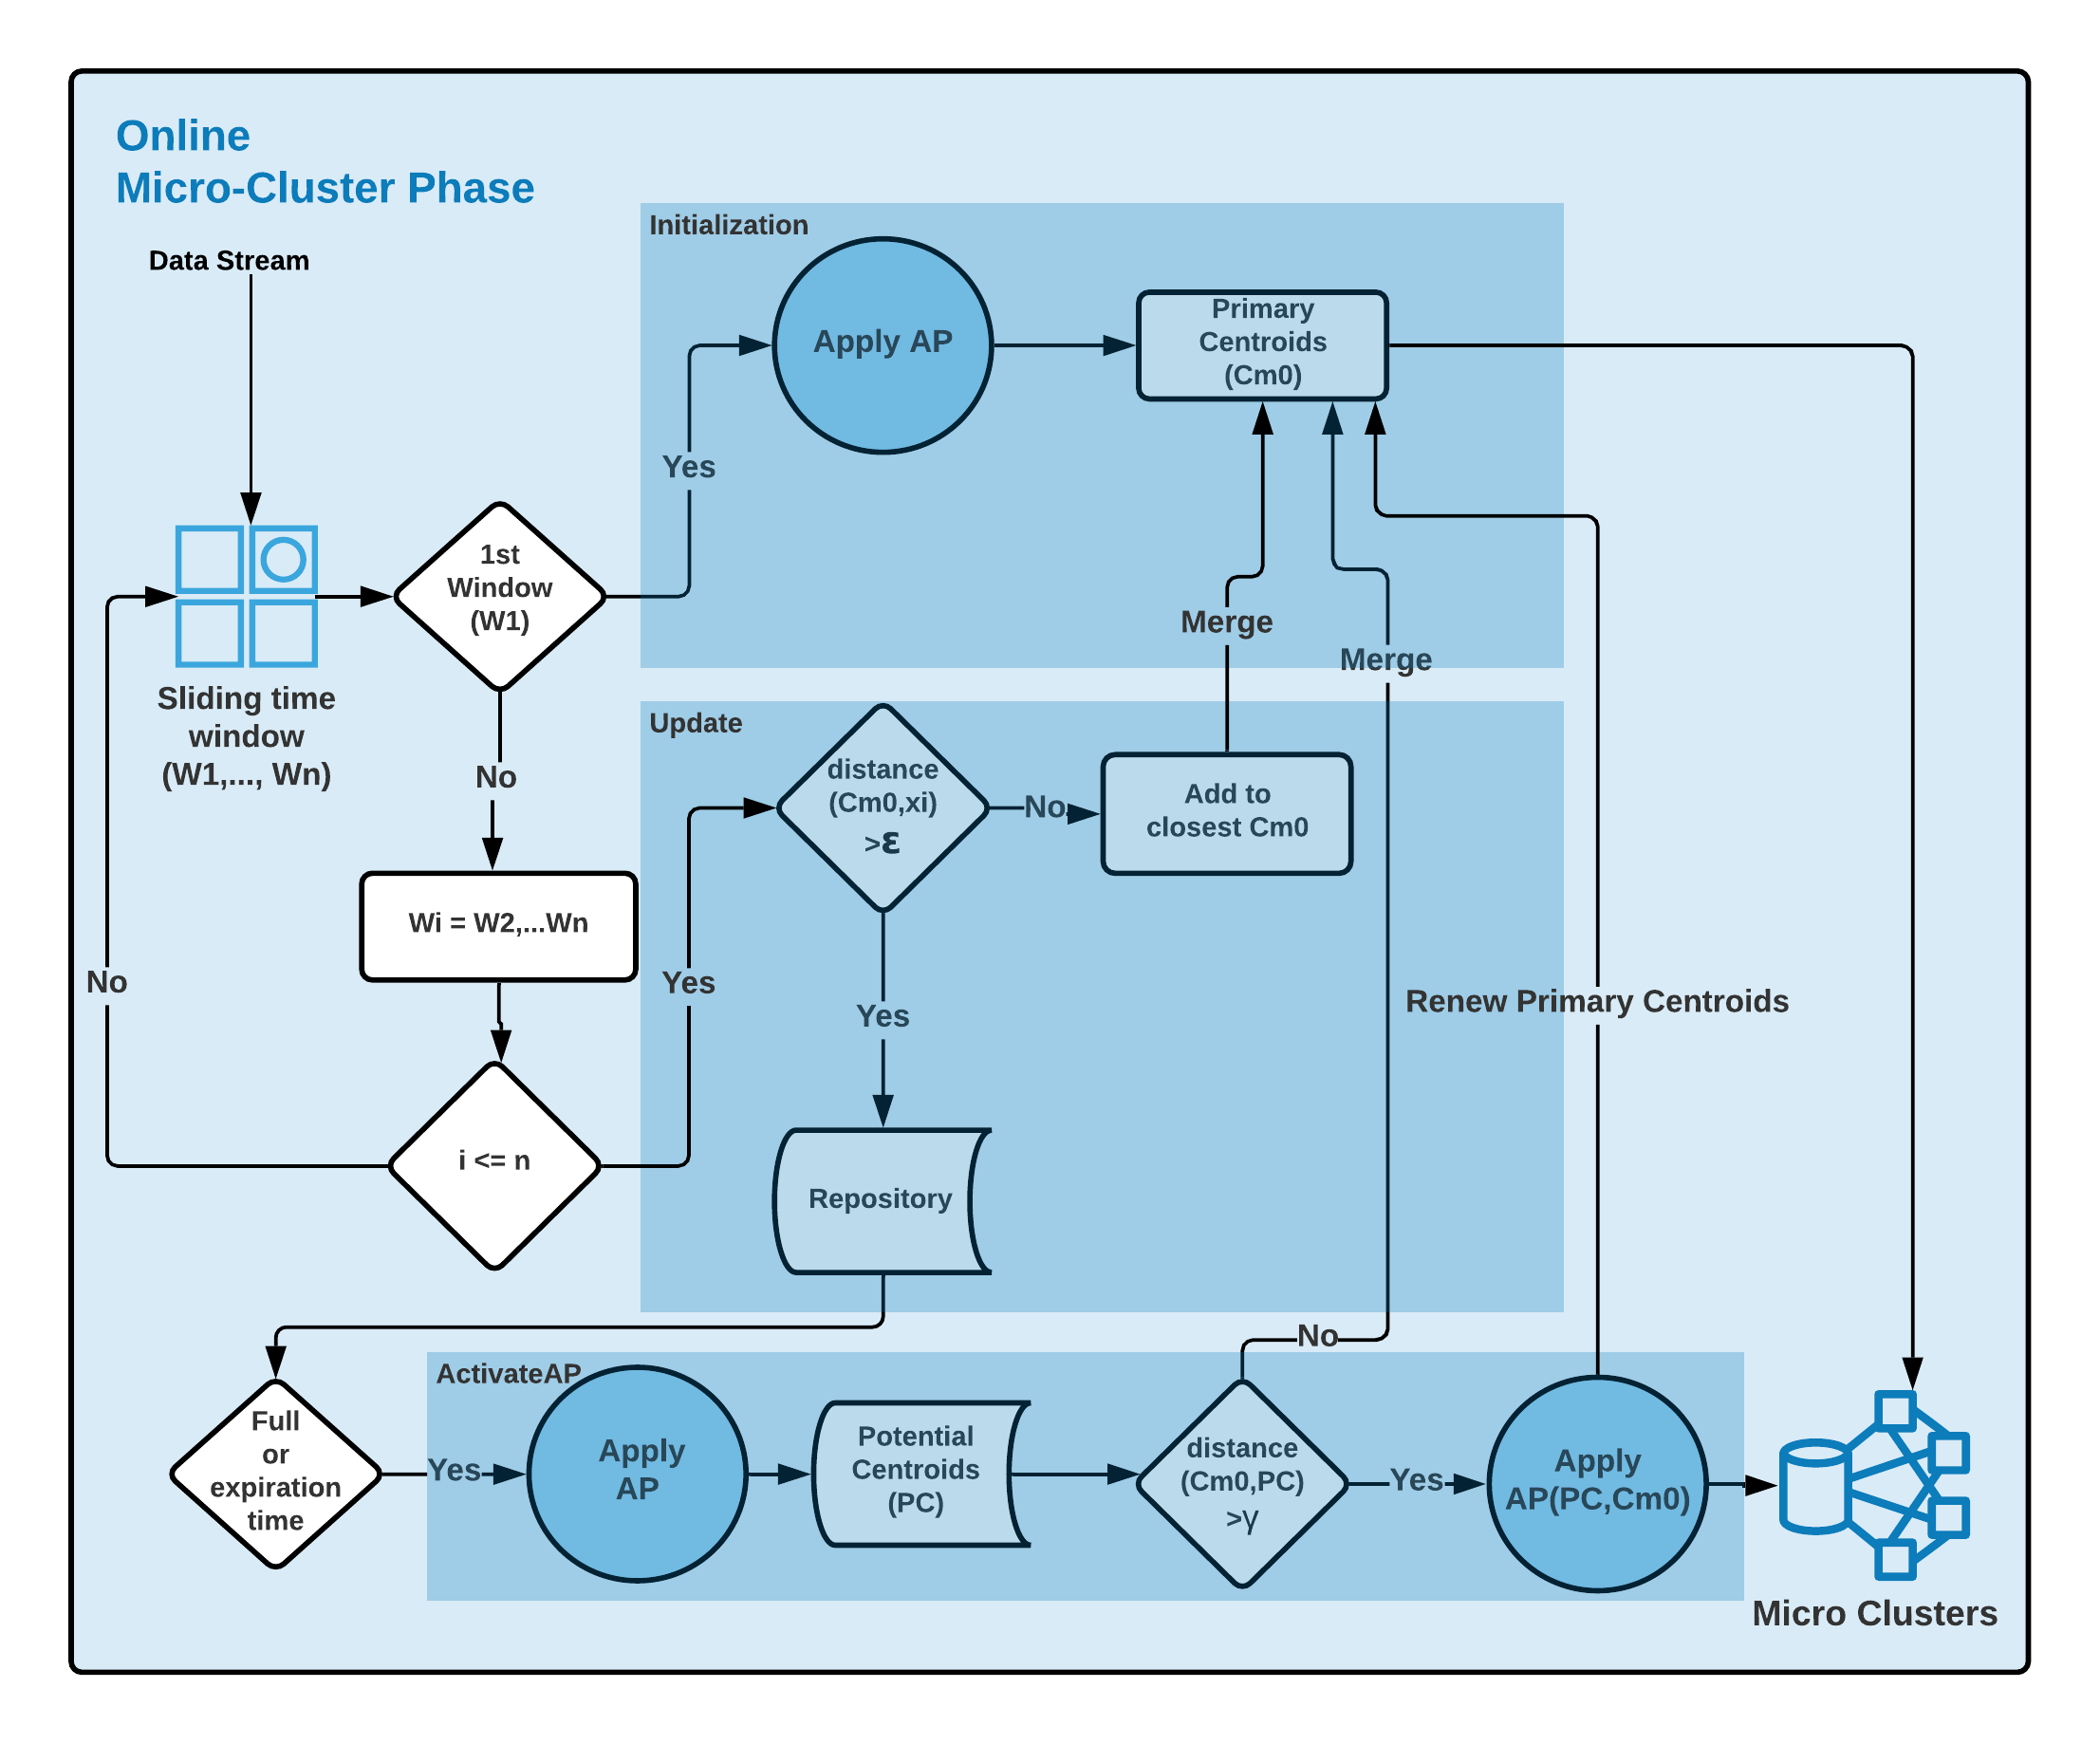 Online
Micro-Cluster Phase
Data Stream
Initialization
Apply AP
Primary
Centroids
(Cm0)
Yes
1st
Window
(W1)
Sliding time
window
(W1,..., Wn)
No
Merge
Merge
Update
distance
(Cm0,xi)
>ε
No
Add to
closest Cm0
Wi = W2,...Wn
No
Yes
Yes
Renew Primary Centroids
i <= n
Repository
No
ActivateAP
Full
or
expiration
time
Yes
Apply
AP
Potential
Centroids
(PC)
distance
(Cm0,PC)
>γ
Yes
Apply
AP(PC,Cm0)
Micro Clusters